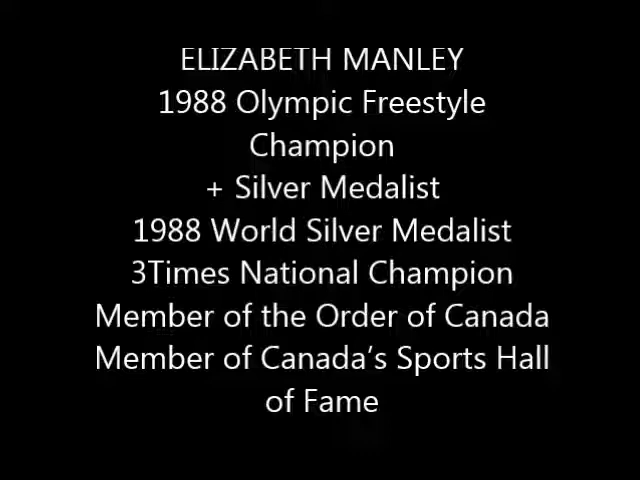 ELIZABETH MANLEY
1988 Olympic Freestyle
Champion
+ Silver Medalist
1988 World Silver Medalist
3Times National Champion
Member of the Order of Canada
Member of Canada’s Sports Hall
of Fame